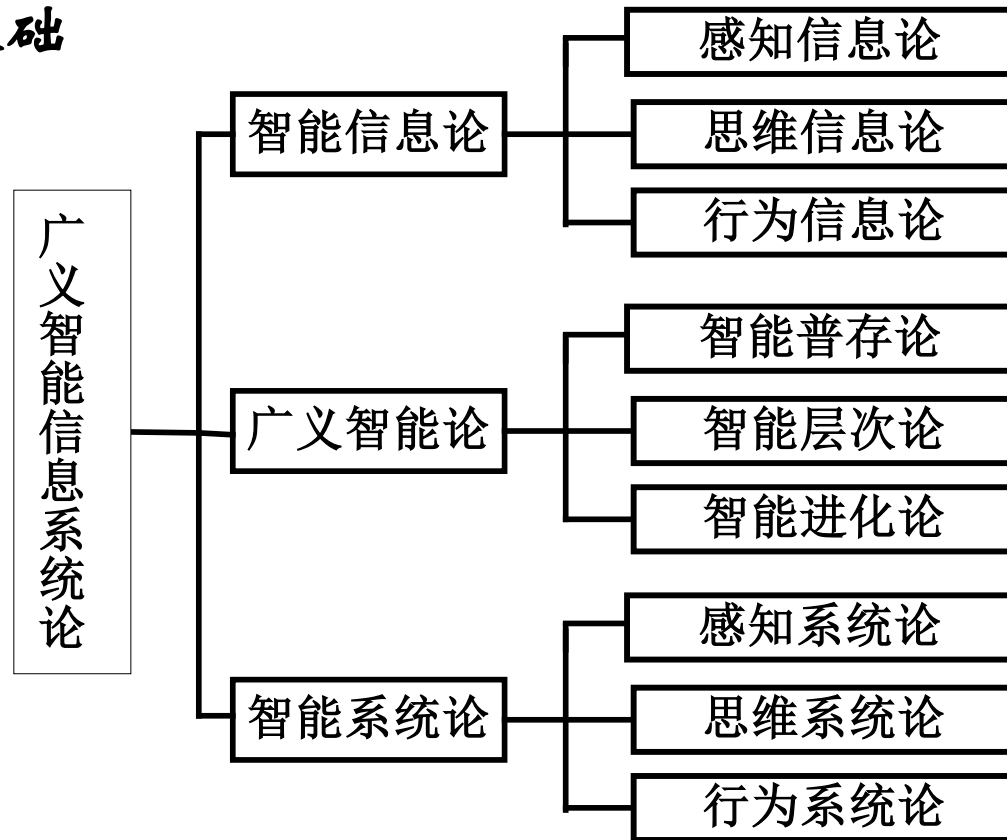 础
广义智能信息系统论
智能信息论
感知信息论
思维信息论
行为信息论
广义智能论
智能普存论
智能层次论
智能进化论
智能系统论
感知系统论
思维系统论
行为系统论